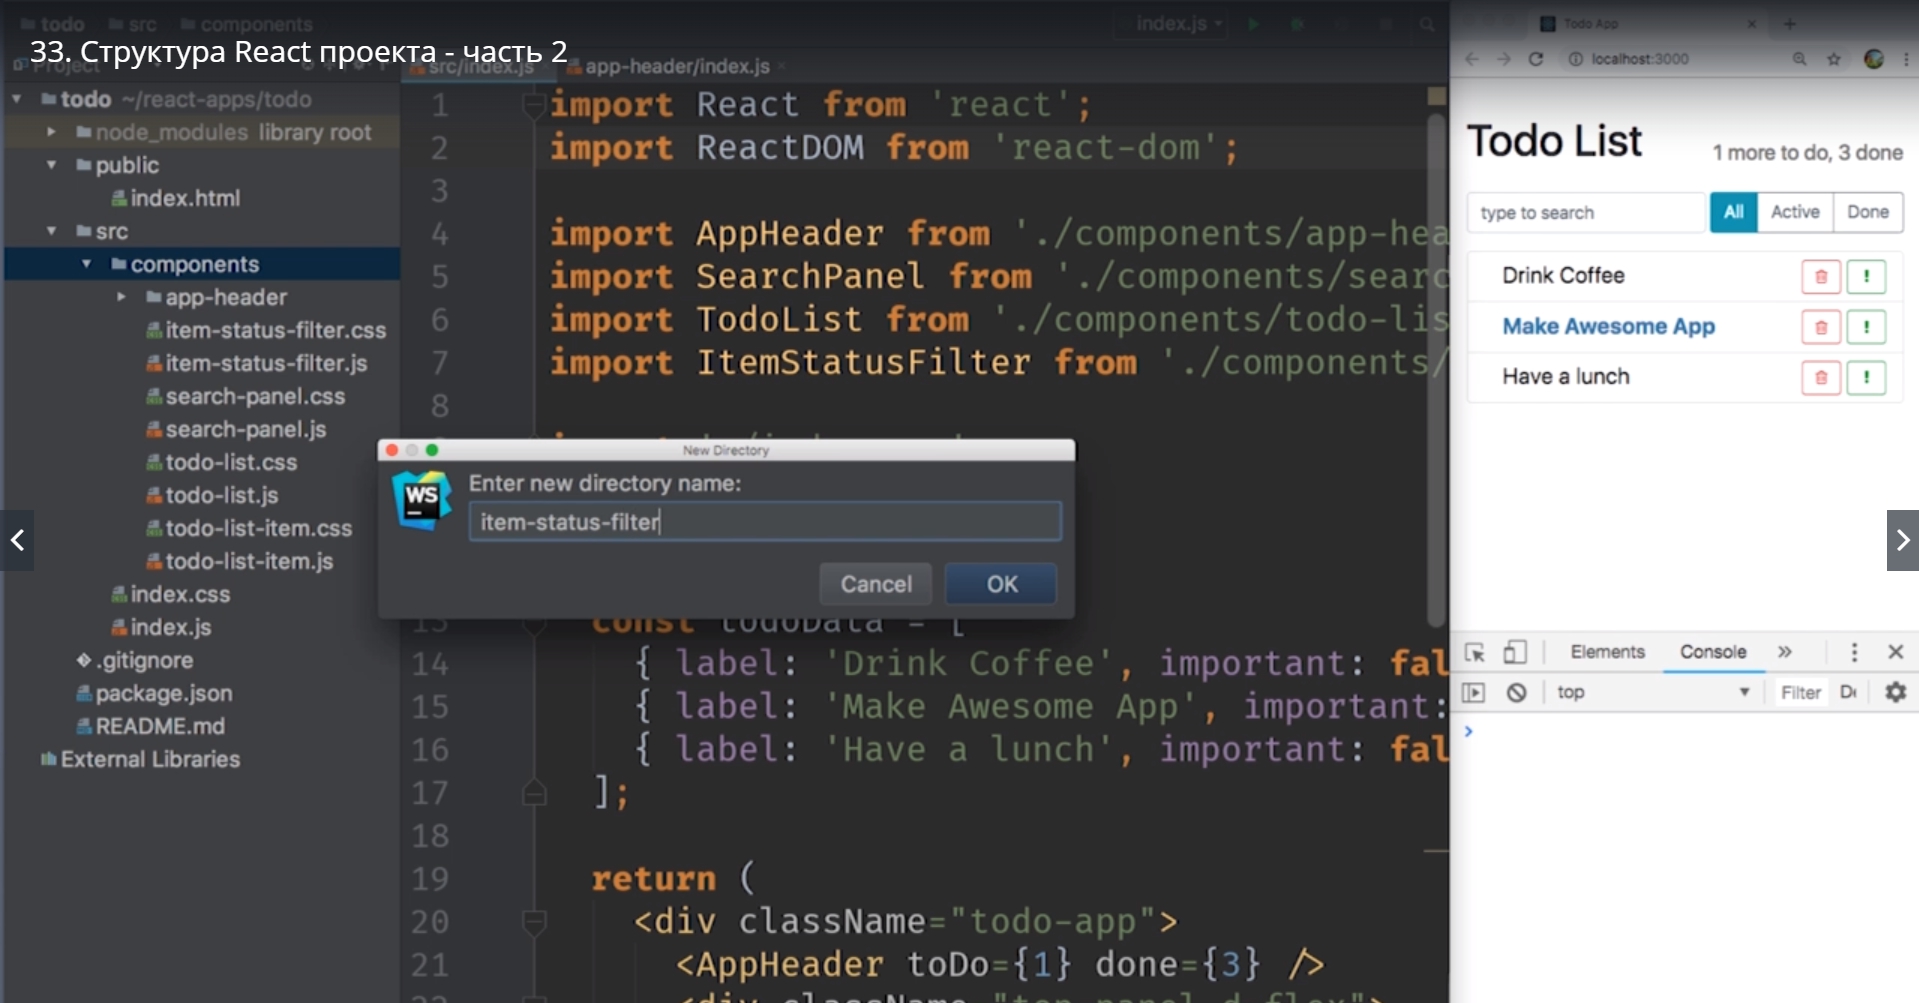 todo src components
index.js
33. Структура React проекта - часть 2
Project
src/index.js
app-header/index.js
todo ~/react-apps/todo
node_modules library root
public
index.html
src
components
app-header
item-status-filter.css
item-status-filter.js
search-panel.css
search-panel.js
todo-list.css
todo-list.js
todo-list-item.css
todo-list-item.js
index.css
index.js
.gitignore
package.json
README.md
External Libraries
1 import React from 'react';
2 import ReactDOM from 'react-dom';
3
4 import AppHeader from './components/app-hea
5 import SearchPanel from './components/searc
6 import TodoList from './components/todo-lis
7 import ItemStatusFilter from './components/
8
New Directory
WS
Enter new directory name:
item-status-filter
Cancel
OK
13 const todoData = [
14 { label: 'Drink Coffee', important: fal
15 { label: 'Make Awesome App', important:
16 { label: 'Have a lunch', important: fal
17 ];
18
19 return (
20 <div className="todo-app">
21 <AppHeader toDo={1} done={3} />
22 <div className="top-panel d-flex">
Todo App
localhost:3000
Todo List
1 more to do, 3 done
type to search
All
Active
Done
Drink Coffee
!
Make Awesome App
!
Have a lunch
!
Elements
Console
»
top
Filter
De